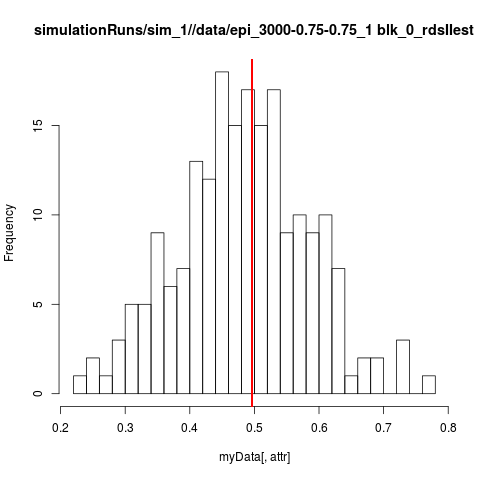 simulationRuns/sim_1//data/epi_3000-0.75-0.75_1 blk_0_rdsllest
Frequency
15
10
5
0
0.2 0.3 0.4 0.5 0.6 0.7 0.8
myData[, attr]